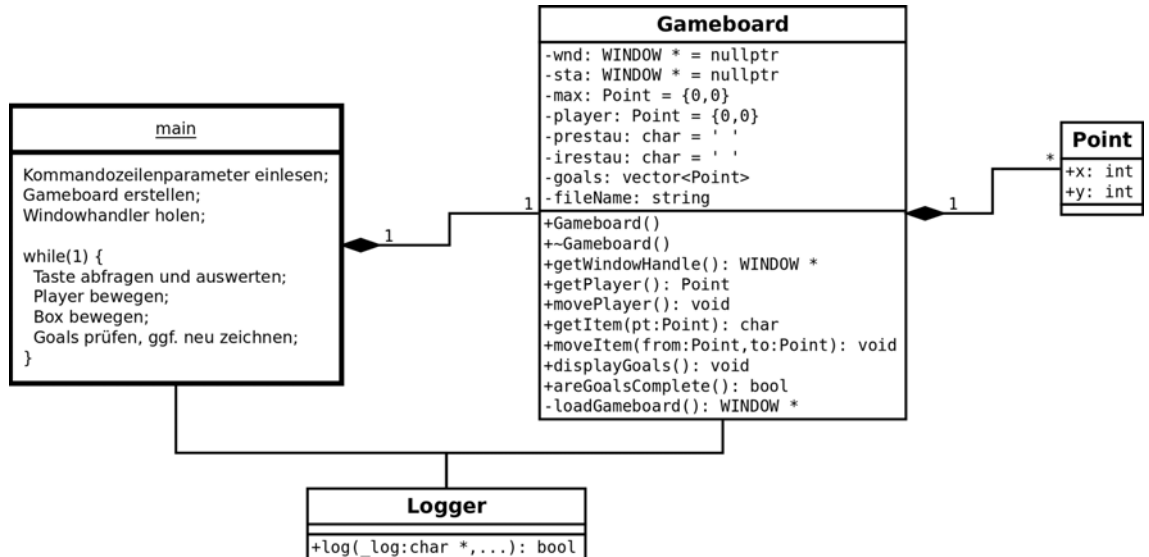 main
Kommandozeilenparameter einlesen;
Gameboard erstellen;
Windowhandler holen;
while(1) {
Taste abfragen und auswerten;
Player bewegen;
Box bewegen;
Goals prüfen, ggf. neu zeichnen;
}
1
1
Gameboard
-wnd: WINDOW * = nullptr
-sta: WINDOW * = nullptr
-max: Point = {0,0}
-player: Point = {0,0}
-prestau: char = ' '
-irestau: char = ' '
-goals: vector<Point>
-fileName: string
+Gameboard()
+~Gameboard()
+getWindowHandle(): WINDOW *
+getPlayer(): Point
+movePlayer(): void
+getItem(pt:Point): char
+moveItem(from:Point,to:Point): void
+displayGoals(): void
+areGoalsComplete(): bool
-loadGameboard(): WINDOW *
1
*
Point
+x: int
+y: int
Logger
+log(_log:char *,...): bool